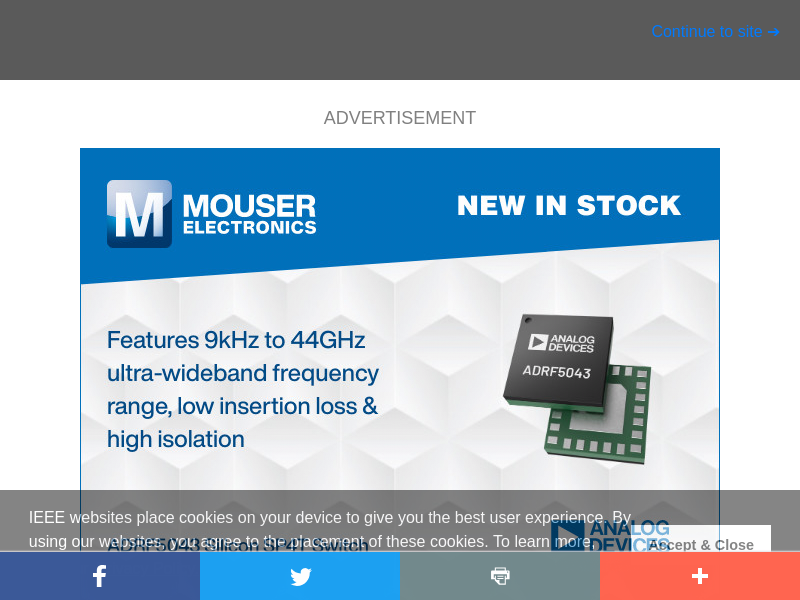 Continue to site ➔
ADVERTISEMENT
M MOUSER
ELECTRONICS
NEW IN STOCK
Features 9kHz to 44GHz
ultra-wideband frequency
range, low insertion loss &
high isolation
ANALOG
DEVICES
ADRF5043
IEEE websites place cookies on your device to give you the best user experience. By
using our websites, you agree to the placement of these cookies. To learn more,
Accept & Close
ADRF5043 Silicon SP4T Switch
ANALOG
DEVICES